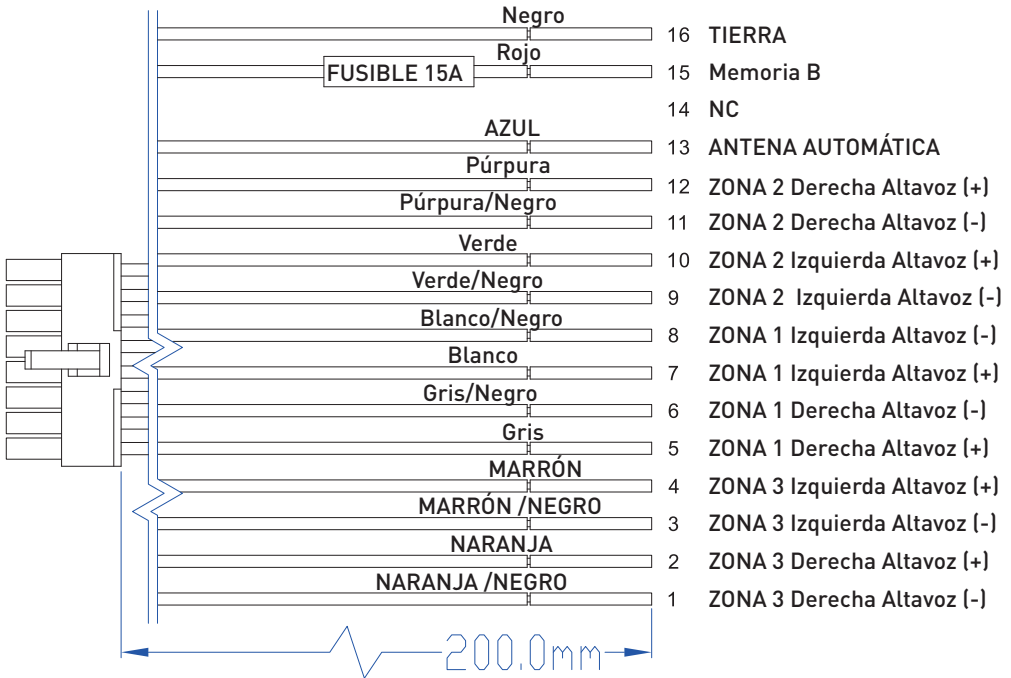 Negro 16 TIERRA
Rojo FUSIBLE 15A 15 Memoria B
14 NC
AZUL 13 ANTENA AUTOMÁTICA
Púrpura 12 ZONA 2 Derecha Altavoz (+)
Púrpura/Negro 11 ZONA 2 Derecha Altavoz (-)
Verde 10 ZONA 2 Izquierda Altavoz (+)
Verde/Negro 9 ZONA 2 Izquierda Altavoz (-)
Blanco/Negro 8 ZONA 1 Izquierda Altavoz (-)
Blanco 7 ZONA 1 Izquierda Altavoz (+)
Gris/Negro 6 ZONA 1 Derecha Altavoz (-)
Gris 5 ZONA 1 Derecha Altavoz (+)
MARRÓN 4 ZONA 3 Izquierda Altavoz (+)
MARRÓN /NEGRO 3 ZONA 3 Izquierda Altavoz (-)
NARANJA 2 ZONA 3 Derecha Altavoz (+)
NARANJA /NEGRO 1 ZONA 3 Derecha Altavoz (-)
200.0mm